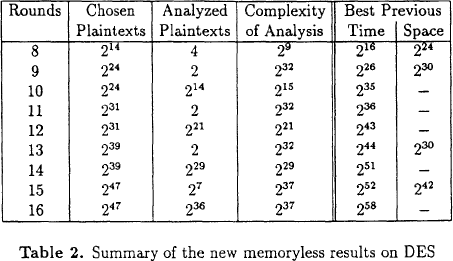 Rounds Chosen Analyzed Complexity Best Previous
Plaintexts Plaintexts of Analysis Time Space
8 2^14 4 2^9 2^16 2^24
9 2^24 2 2^32 2^26 2^30
10 2^24 2^14 2^15 2^35 –
11 2^31 2 2^32 2^36 –
12 2^31 2^21 2^21 2^43 –
13 2^39 2 2^32 2^44 2^30
14 2^39 2^29 2^29 2^51 –
15 2^47 2^7 2^37 2^52 2^42
16 2^47 2^36 2^37 2^58 –
Table 2. Summary of the new memoryless results on DES